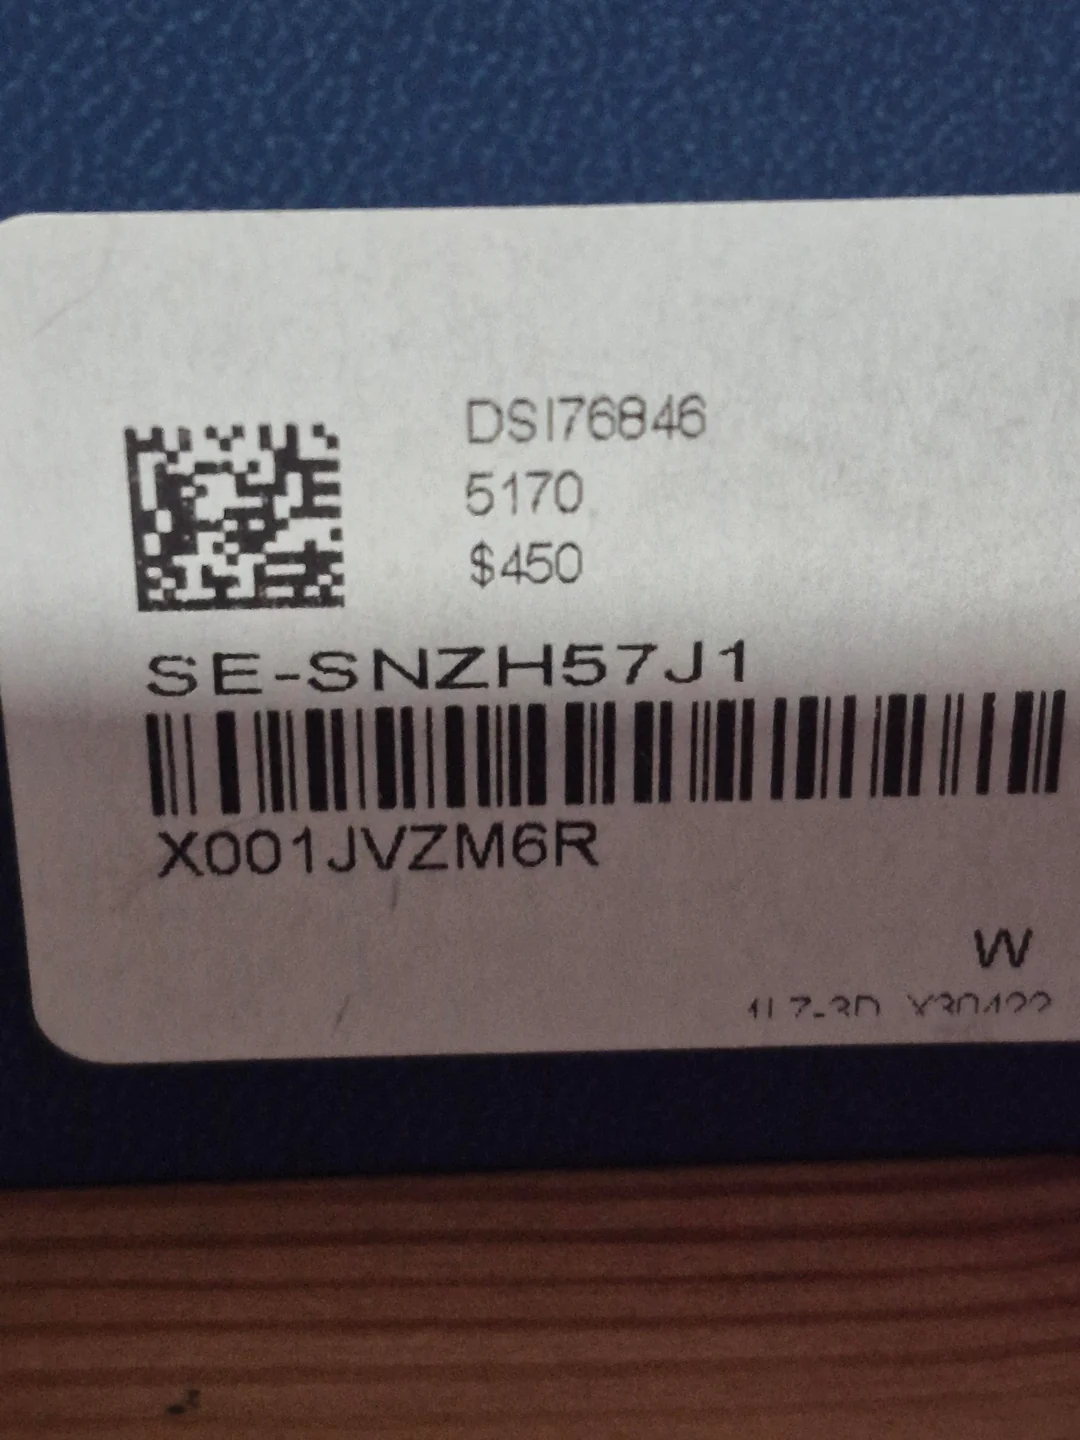 DSI76846
5170
$450
SE-SNZH57J1
X001JVZM6R
W